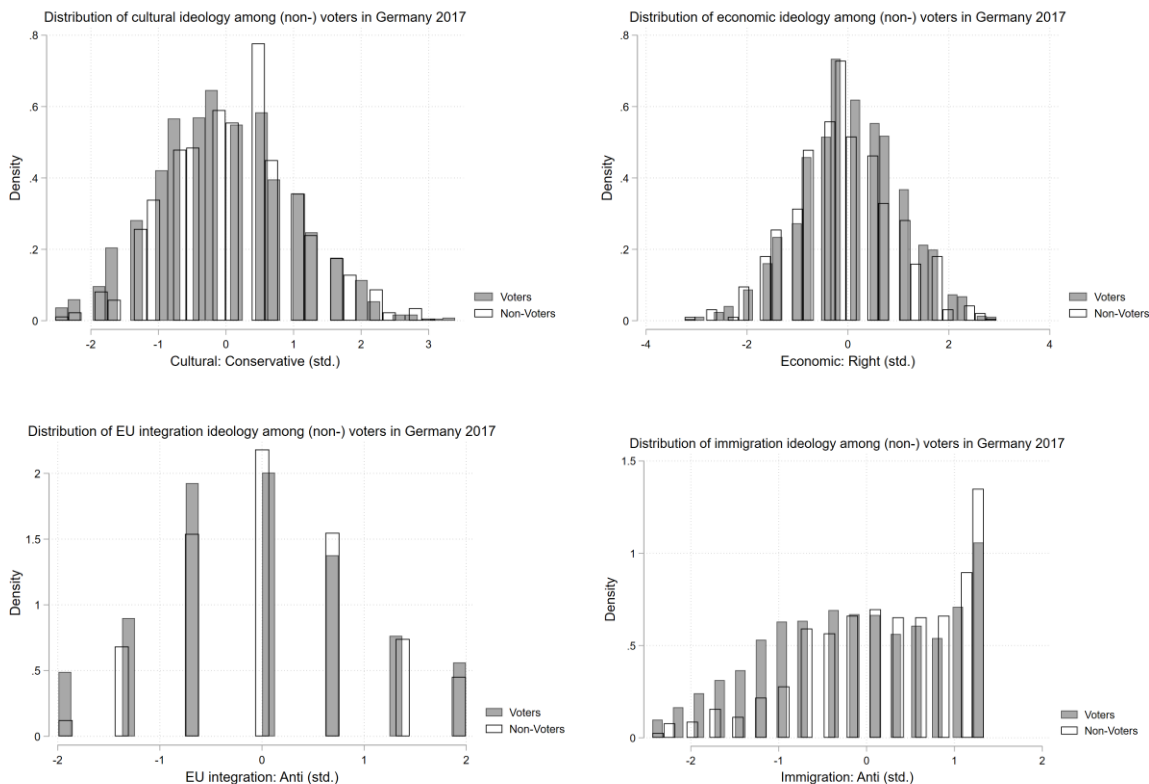 Distribution of cultural ideology among (non-) voters in Germany 2017
.8
.6
.4
.2
0
Density
-2
-1
0
1
2
3
Cultural: Conservative (std.)
Voters
Non-Voters
Distribution of economic ideology among (non-) voters in Germany 2017
.8
.6
.4
.2
0
Density
-4
-2
0
2
4
Economic: Right (std.)
Voters
Non-Voters
Distribution of EU integration ideology among (non-) voters in Germany 2017
2
1.5
1
.5
0
Density
-2
-1
0
1
2
EU integration: Anti (std.)
Voters
Non-Voters
Distribution of immigration ideology among (non-) voters in Germany 2017
1.5
1
.5
0
Density
-2
-1
0
1
2
Immigration: Anti (std.)
Voters
Non-Voters